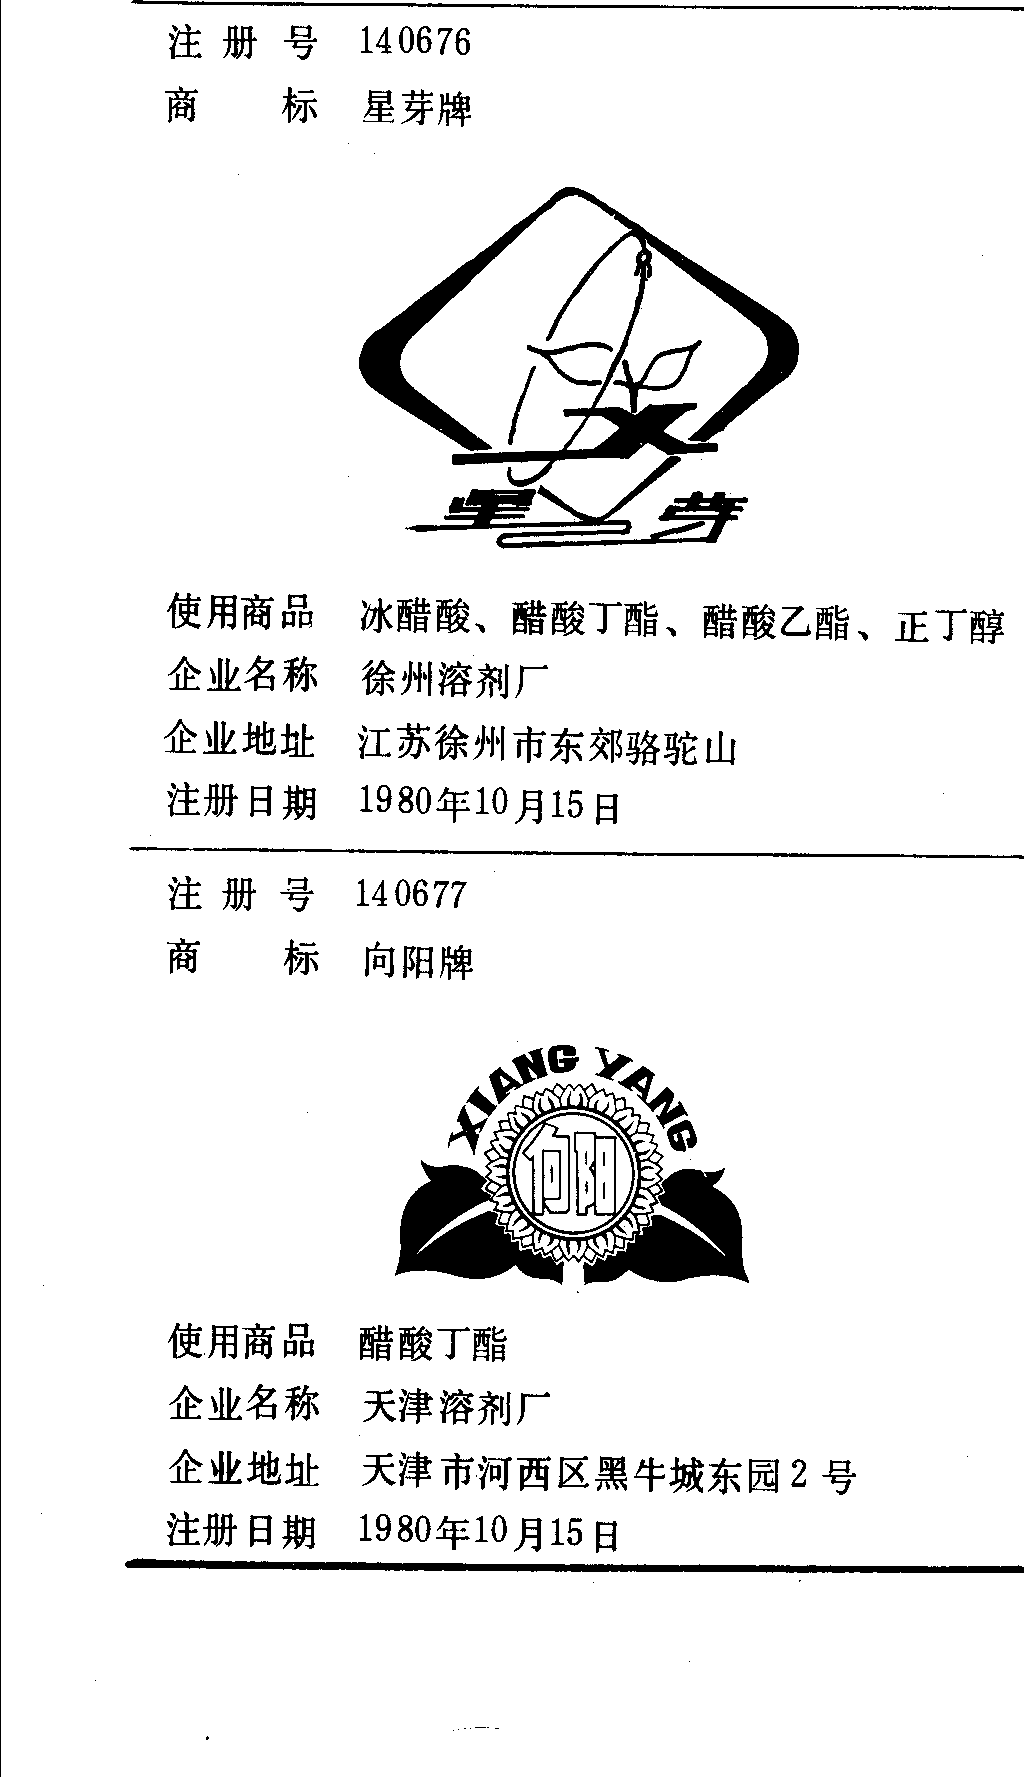 注册号 140676
商标 星芽牌
星芽
使用商品 冰醋酸、醋酸丁酯、醋酸乙酯、正丁醇
企业名称 徐州溶剂厂
企业地址 江苏徐州市东郊骆驼山
注册日期 1980年10月15日
注册号 140677
商标 向阳牌
XIANG YANG
向阳
使用商品 醋酸丁酯
企业名称 天津溶剂厂
企业地址 天津市河西区黑牛城东园2号
注册日期 1980年10月15日